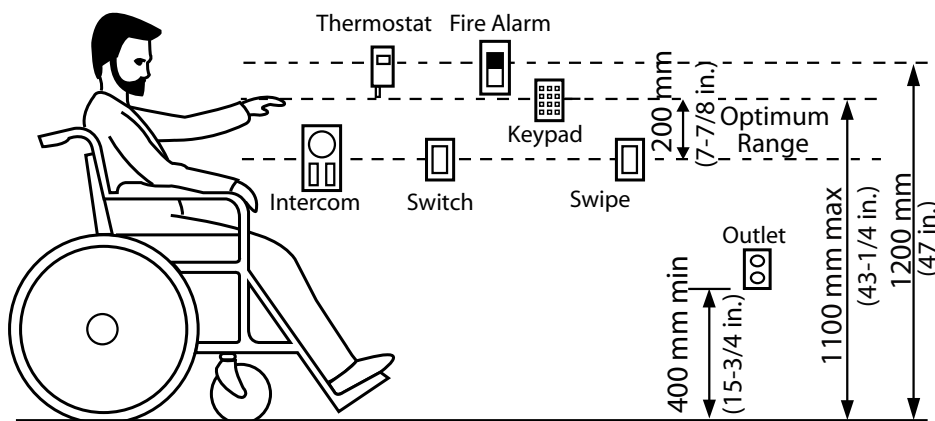 Thermostat
Fire Alarm
Keypad
200 mm
(7-7/8 in.)
Optimum
Range
Intercom
Switch
Swipe
Outlet
400 mm min
(15-3/4 in.)
1100 mm max
(43-1/4 in.)
1200 mm
(47 in.)